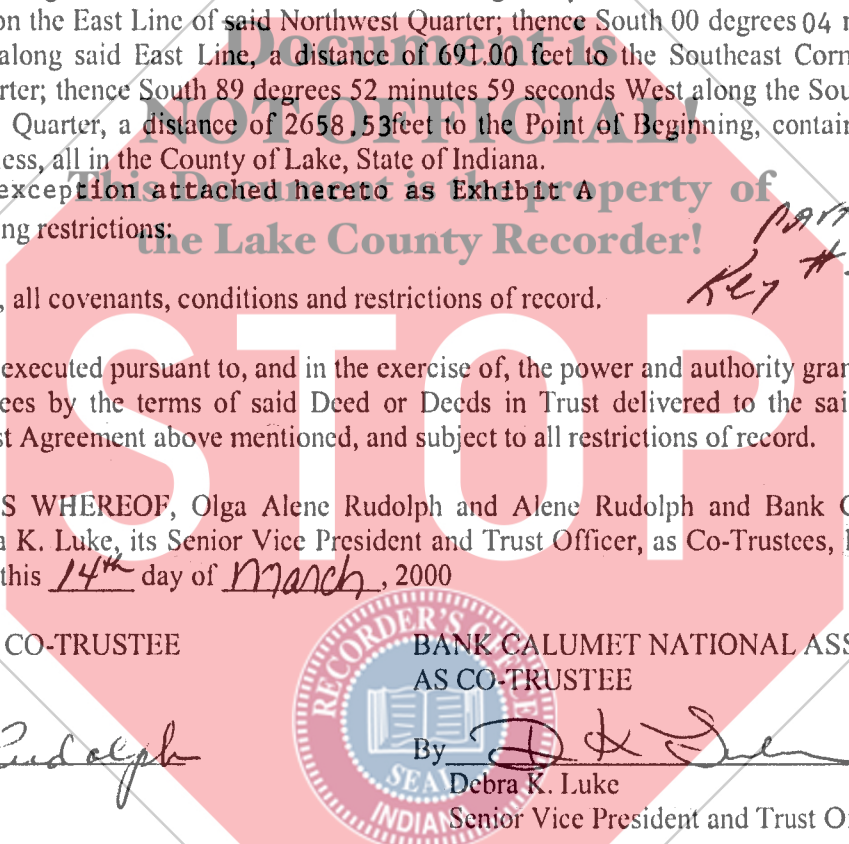 on the East Line of said Northwest Quarter; thence South 00 degrees 04
along said East Line, a distance of 691.00 feet to the Southeast Corn
rter; thence South 89 degrees 52 minutes 59 seconds West along the Sou
Quarter, a distance of 2658.53feet to the Point of Beginning, contain
ess, all in the County of Lake, State of Indiana.
exception attached hereto as Exhibit A
ng restrictions:
Document is
NOT OFFICIAL!
This Document is the property of
the Lake County Recorder!
Key #
, all covenants, conditions and restrictions of record.
STOP
executed pursuant to, and in the exercise of, the power and authority gran
ees by the terms of said Deed or Deeds in Trust delivered to the sai
st Agreement above mentioned, and subject to all restrictions of record.
S WHEREOF, Olga Alene Rudolph and Alene Rudolph and Bank C
a K. Luke, its Senior Vice President and Trust Officer, as Co-Trustees,
this 14th day of March, 2000
CO-TRUSTEE
BANK CALUMET NATIONAL ASS
AS CO-TRUSTEE
RECORDER'S OFFICE
SEAL
INDIANA
Rudolph
By D K Luke
Debra K. Luke
Senior Vice President and Trust O